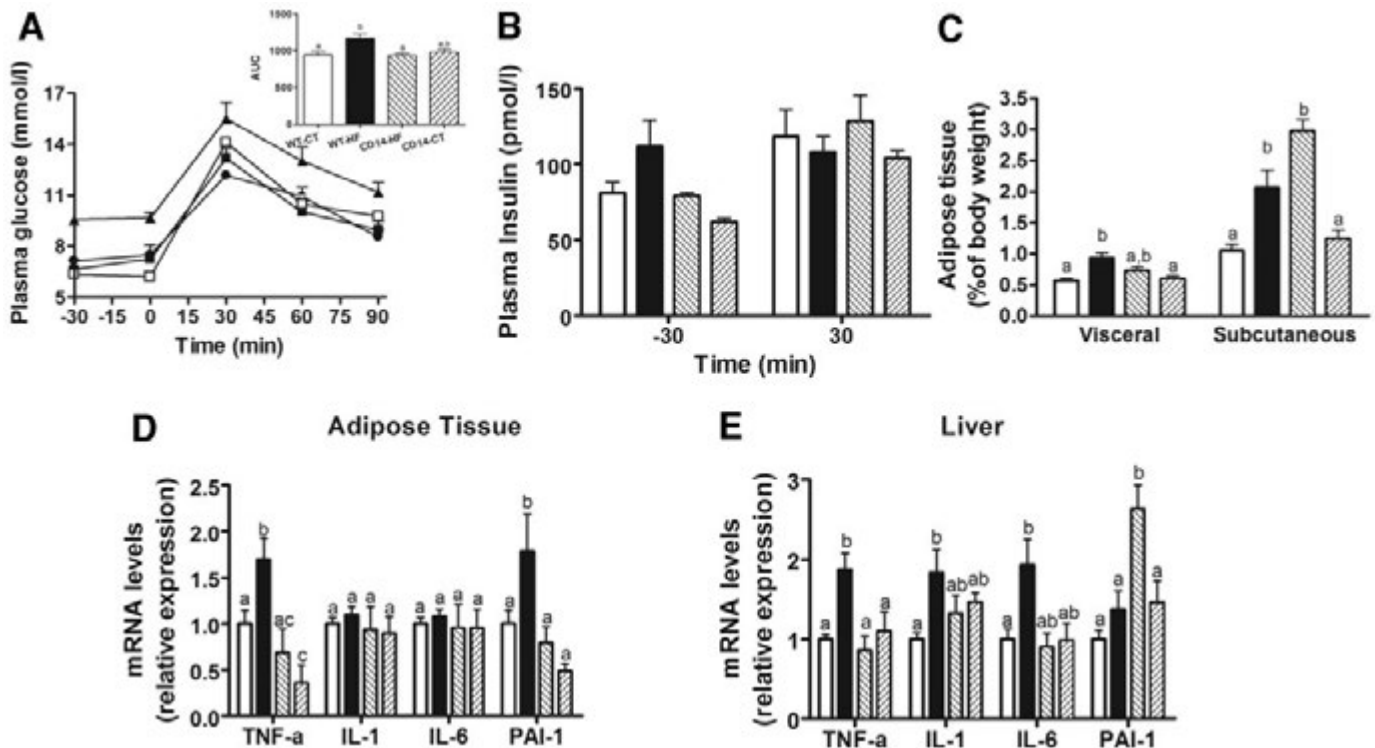 A
Plasma glucose (mmol/l)
17
14
11
8
5
-30 -15 0 15 30 45 60 75 90
Time (min)
AUC
1500
1000
500
0
a
a
WT-CT WT-HF CD14-HF CD14-CT
B
Plasma Insulin (pmol/l)
150
100
50
0
-30 30
Time (min)
C
Adipose tissue
(%of body weight)
3.5
3.0
2.5
2.0
1.5
1.0
0.5
0.0
a b a,b a
a b b a
Visceral Subcutaneous
D
Adipose Tissue
mRNA levels
(relative expression)
2.5
2.0
1.5
1.0
0.5
0.0
a b ac c
a a a a
a a a a
a b a a
TNF-a IL-1 IL-6 PAI-1
E
Liver
mRNA levels
(relative expression)
3
2
1
0
a b a a
a b ab ab
a b ab ab
a a b a
TNF-a IL-1 IL-6 PAI-1